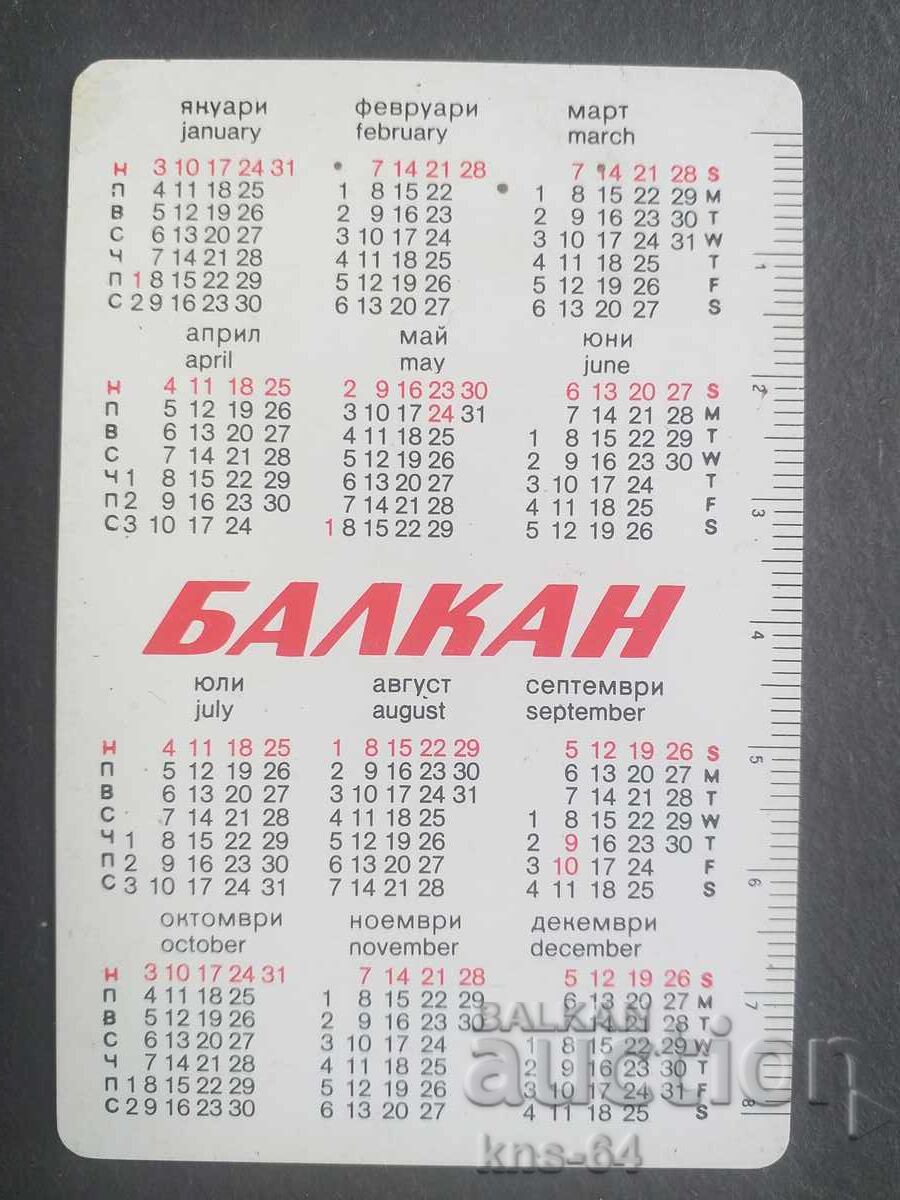 януари февруари март
january february march
Н 3 10 17 24 31 7 14 21 28 7 14 21 28 S
П 4 11 18 25 1 8 15 22 1 8 15 22 29 M
В 5 12 19 26 2 9 16 23 2 9 16 23 30 T
С 6 13 20 27 3 10 17 24 3 10 17 24 31 W
Ч 7 14 21 28 4 11 18 25 4 11 18 25 T
П 1 8 15 22 29 5 12 19 26 5 12 19 26 F
С 2 9 16 23 30 6 13 20 27 6 13 20 27 S
април май юни
april may june
Н 4 11 18 25 2 9 16 23 30 6 13 20 27 S
П 5 12 19 26 3 10 17 24 31 7 14 21 28 M
В 6 13 20 27 4 11 18 25 1 8 15 22 29 T
С 7 14 21 28 5 12 19 26 2 9 16 23 30 W
Ч 1 8 15 22 29 6 13 20 27 3 10 17 24 T
П 2 9 16 23 30 7 14 21 28 4 11 18 25 F
С 3 10 17 24 1 8 15 22 29 5 12 19 26 S
БАЛКАН
юли август септември
july august september
Н 4 11 18 25 1 8 15 22 29 5 12 19 26 S
П 5 12 19 26 2 9 16 23 30 6 13 20 27 M
В 6 13 20 27 3 10 17 24 31 7 14 21 28 T
С 7 14 21 28 4 11 18 25 1 8 15 22 29 W
Ч 1 8 15 22 29 5 12 19 26 2 9 16 23 30 T
П 2 9 16 23 30 6 13 20 27 3 10 17 24 F
С 3 10 17 24 31 7 14 21 28 4 11 18 25 S
октомври ноември декември
october november december
Н 3 10 17 24 31 7 14 21 28 5 12 19 26 S
П 4 11 18 25 1 8 15 22 29 6 13 20 27 M
В 5 12 19 26 2 9 16 23 30 7 14 21 28 T
С 6 13 20 27 3 10 17 24 1 8 15 22 29 W
Ч 7 14 21 28 4 11 18 25 2 9 16 23 30 T
П 1 8 15 22 29 5 12 19 26 3 10 17 24 31 F
С 2 9 16 23 30 6 13 20 27 4 11 18 25 S
1
2
3
4
5
6
7
8
BALKAN
auction
kns-64